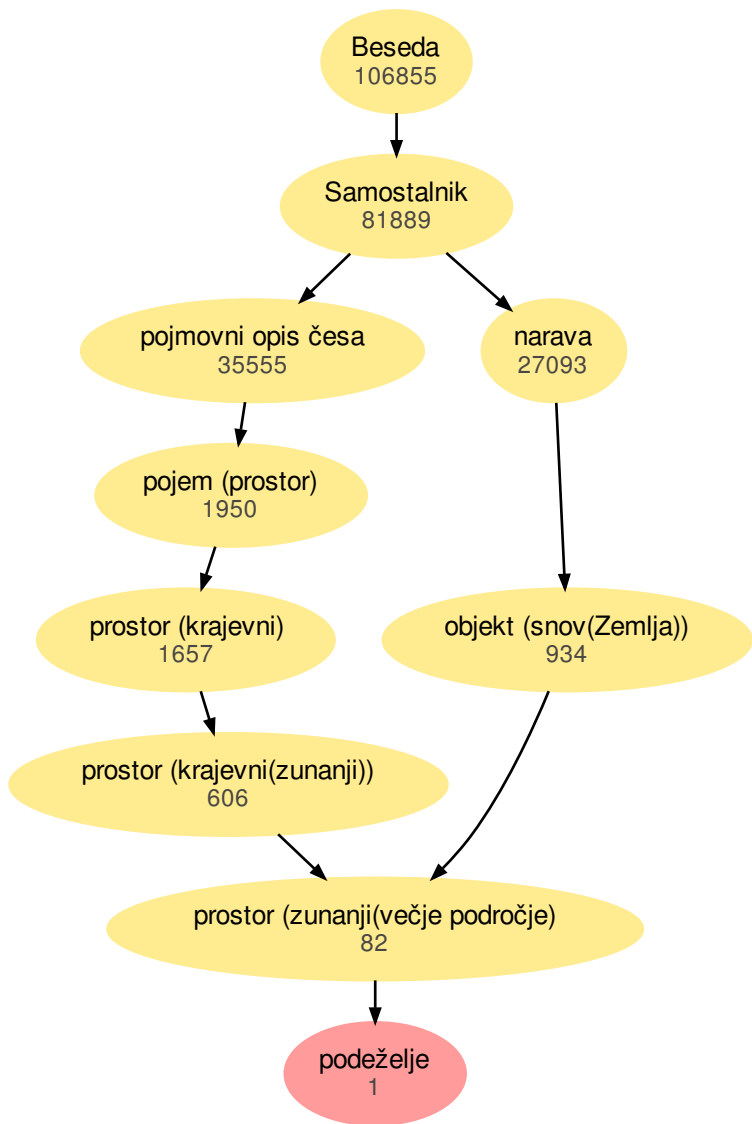 Beseda
106855
Samostalnik
81889
pojmovni opis česa
35555
narava
27093
pojem (prostor)
1950
prostor (krajevni)
1657
objekt (snov(Zemlja))
934
prostor (krajevni(zunanji))
606
prostor (zunanji(večje področje)
82
podeželje
1